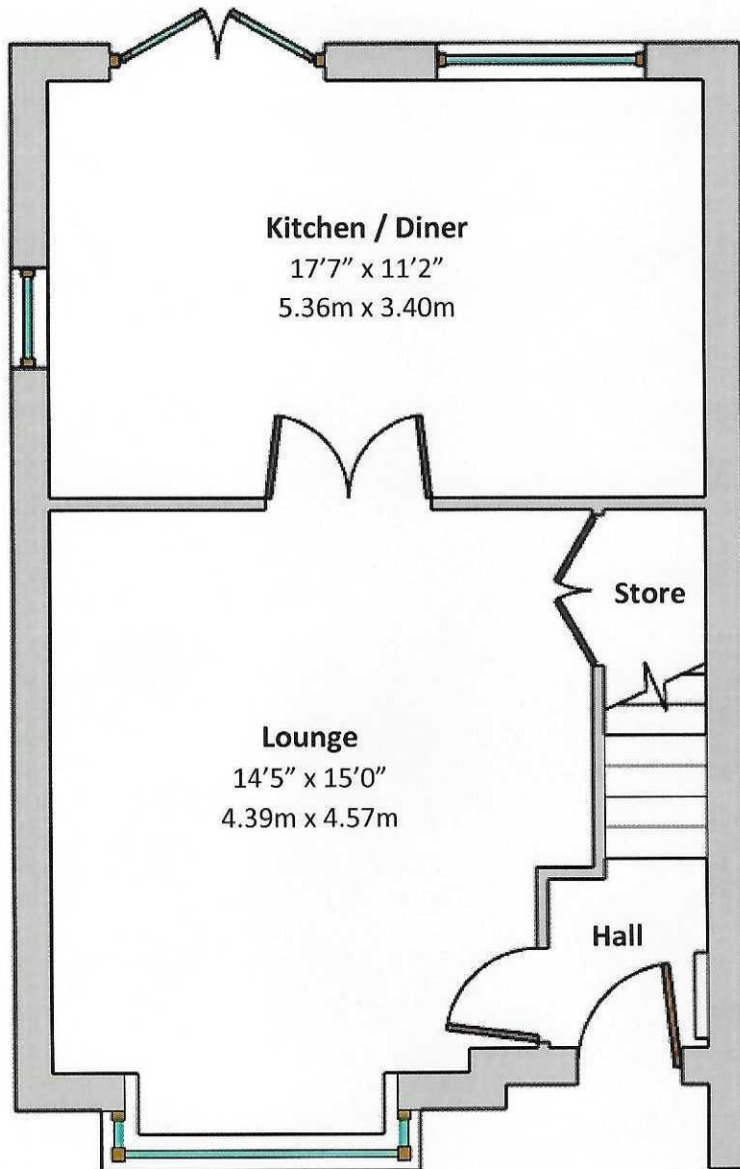 Kitchen / Diner
17’7” x 11’2”
5.36m x 3.40m
Store
Lounge
14’5” x 15’0”
4.39m x 4.57m
Hall